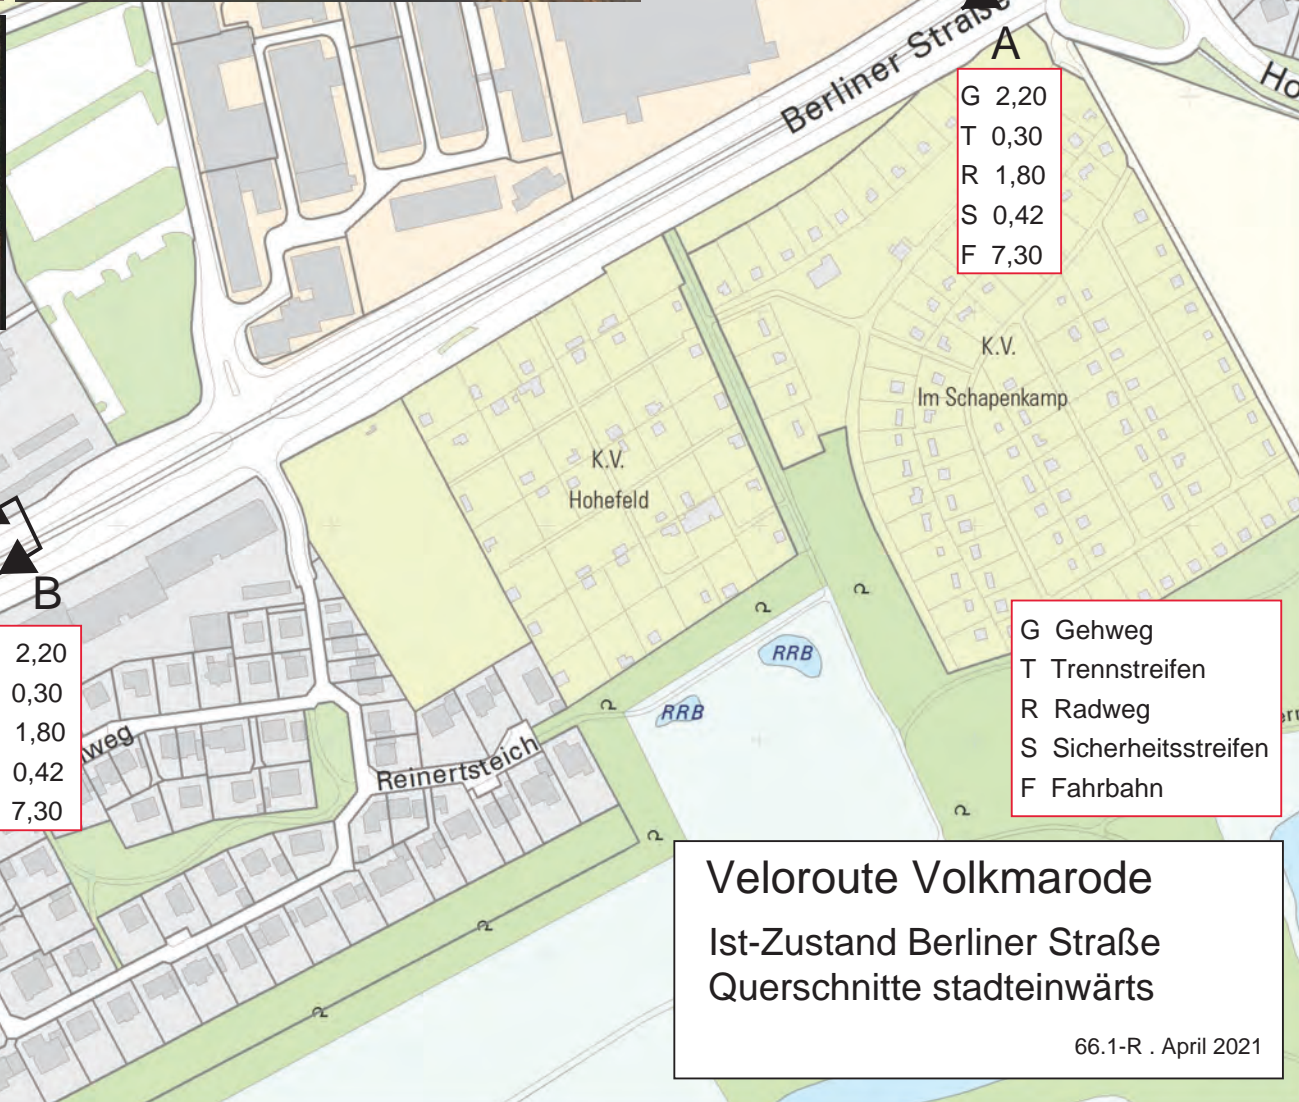 Berliner Straße
A
G 2,20
T 0,30
R 1,80
S 0,42
F 7,30
Ho
K.V.
Im Schapenkamp
K.V.
Hohefeld
B
2,20
0,30
1,80
0,42
7,30
weg
Reinertsteich
RRB
RRB
G Gehweg
T Trennstreifen
R Radweg
S Sicherheitsstreifen
F Fahrbahn
Veloroute Volkmarode
Ist-Zustand Berliner Straße
Querschnitte stadteinwärts
66.1-R . April 2021